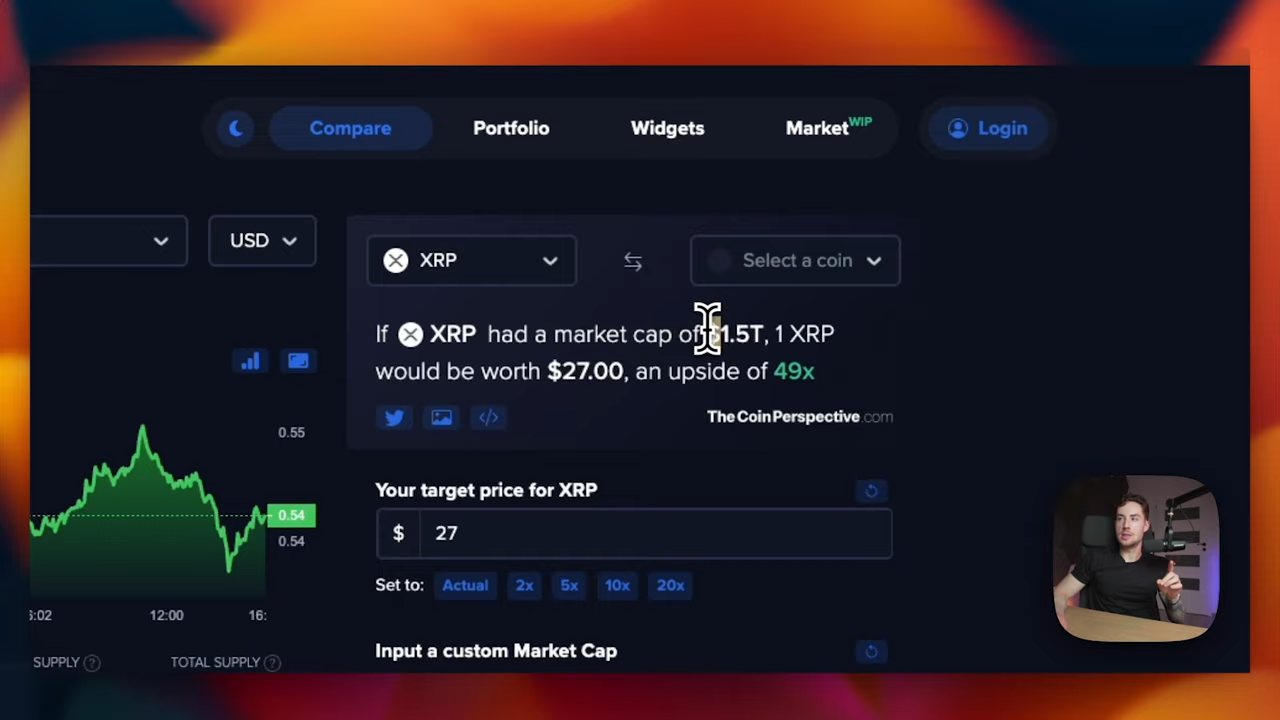 Compare
Portfolio
Widgets
Market WIP
Login
USD
XRP
Select a coin
If XRP had a market cap of $1.5T, 1 XRP
would be worth $27.00, an upside of 49x
TheCoinPerspective.com
0.55
0.54
0.54
Your target price for XRP
$ 27
Set to: Actual 2x 5x 10x 20x
:02 12:00 16:
Input a custom Market Cap
SUPPLY ? TOTAL SUPPLY ?